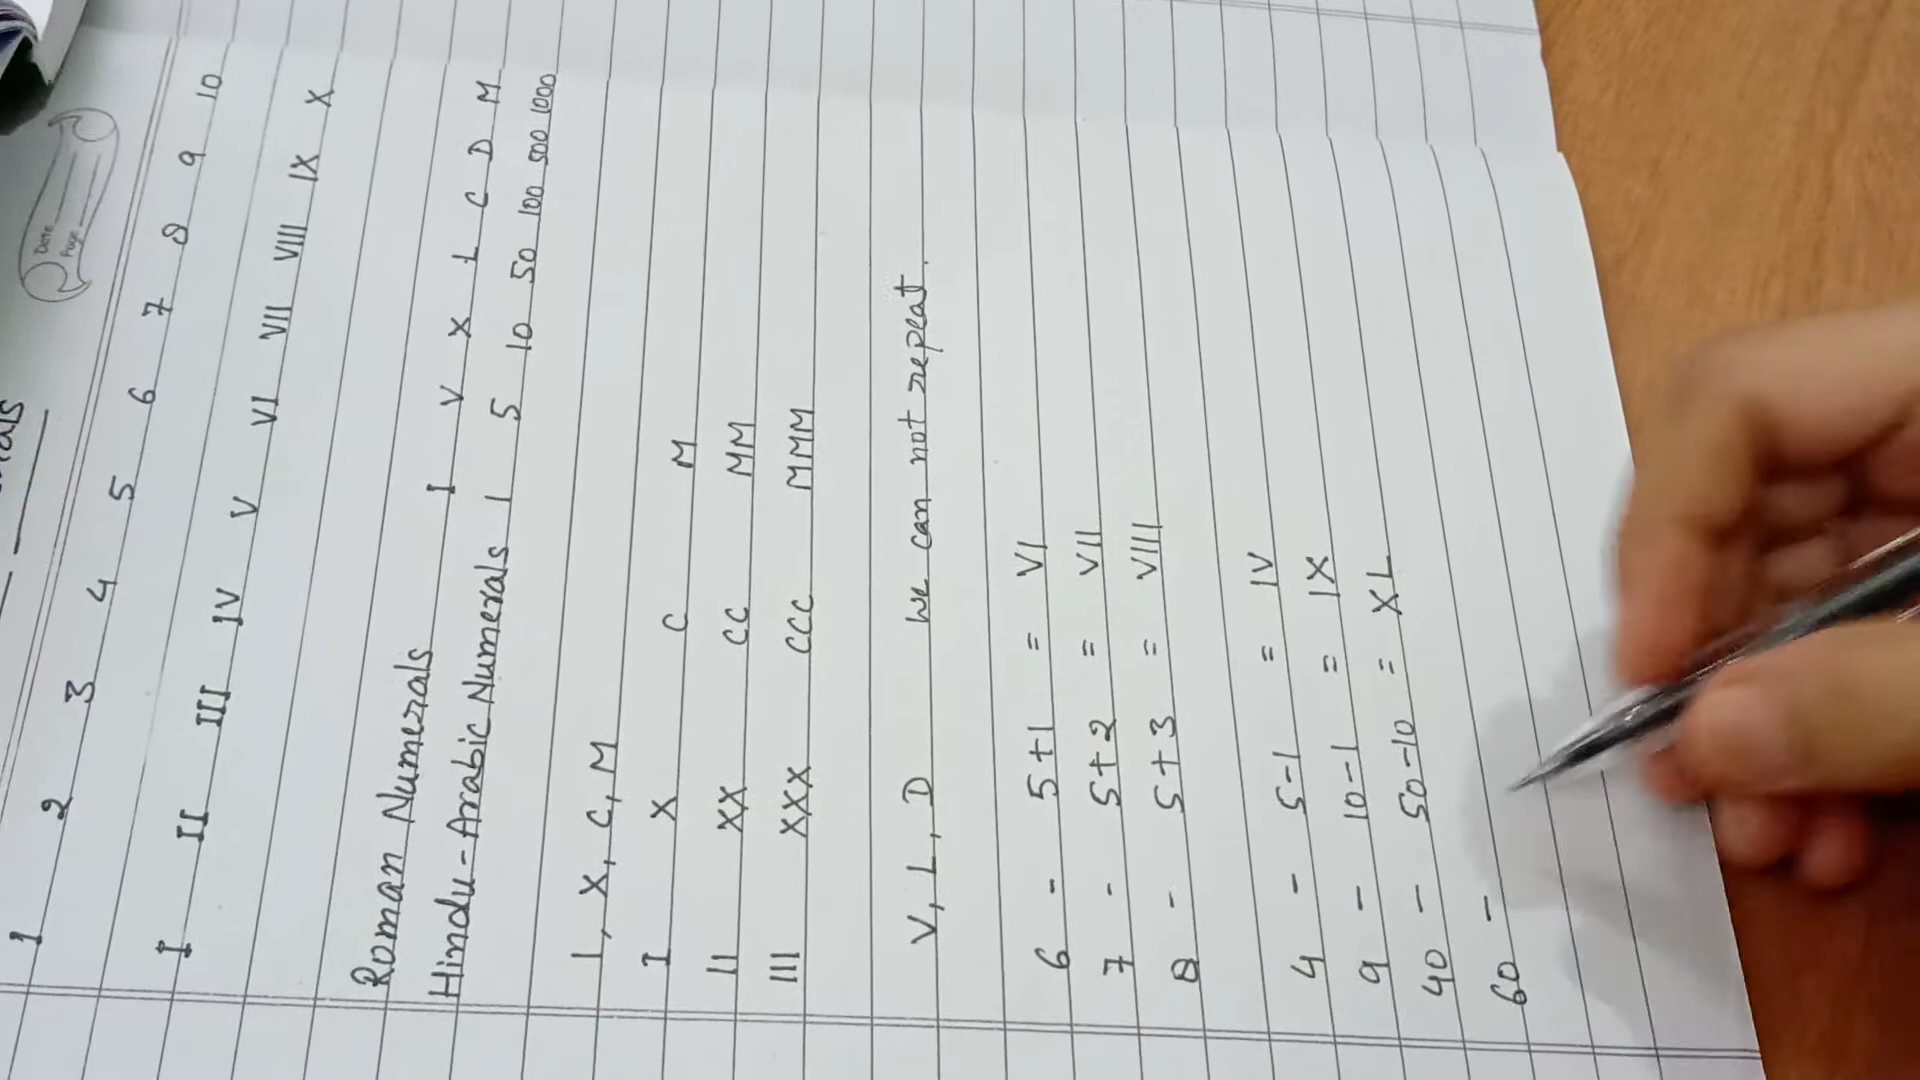 Date
Page
1 2 3 4 5 6 7 8 9 10
I II III IV V VI VII VIII IX X
Roman Numerals I V X L C D M
Hindu-Arabic Numerals 1 5 10 50 100 500 1000
I, X, C, M
I X C M
II XX CC MM
III XXX CCC MMM
V, L, D We can not repeat.
6 - 5+1 = VI
7 - 5+2 = VII
8 - 5+3 = VIII
4 - 5-1 = IV
9 - 10-1 = IX
40 - 50-10 = XL
60 -